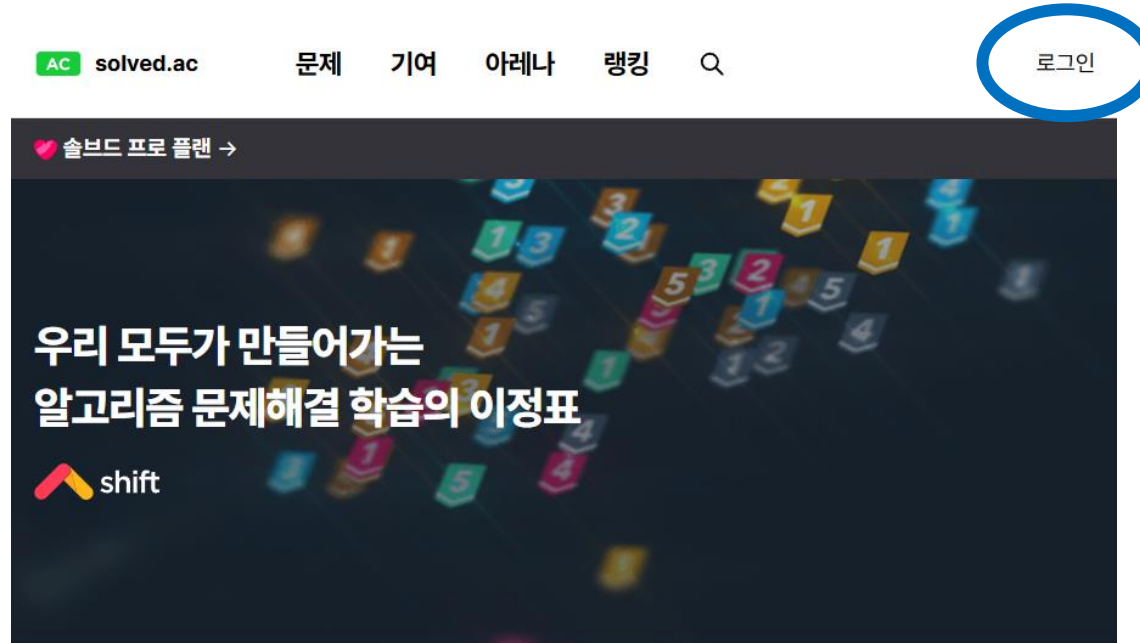 AC solved.ac 문제 기여 아레나 랭킹 로그인
솔브드 프로 플랜 →
우리 모두가 만들어가는
알고리즘 문제해결 학습의 이정표
shift